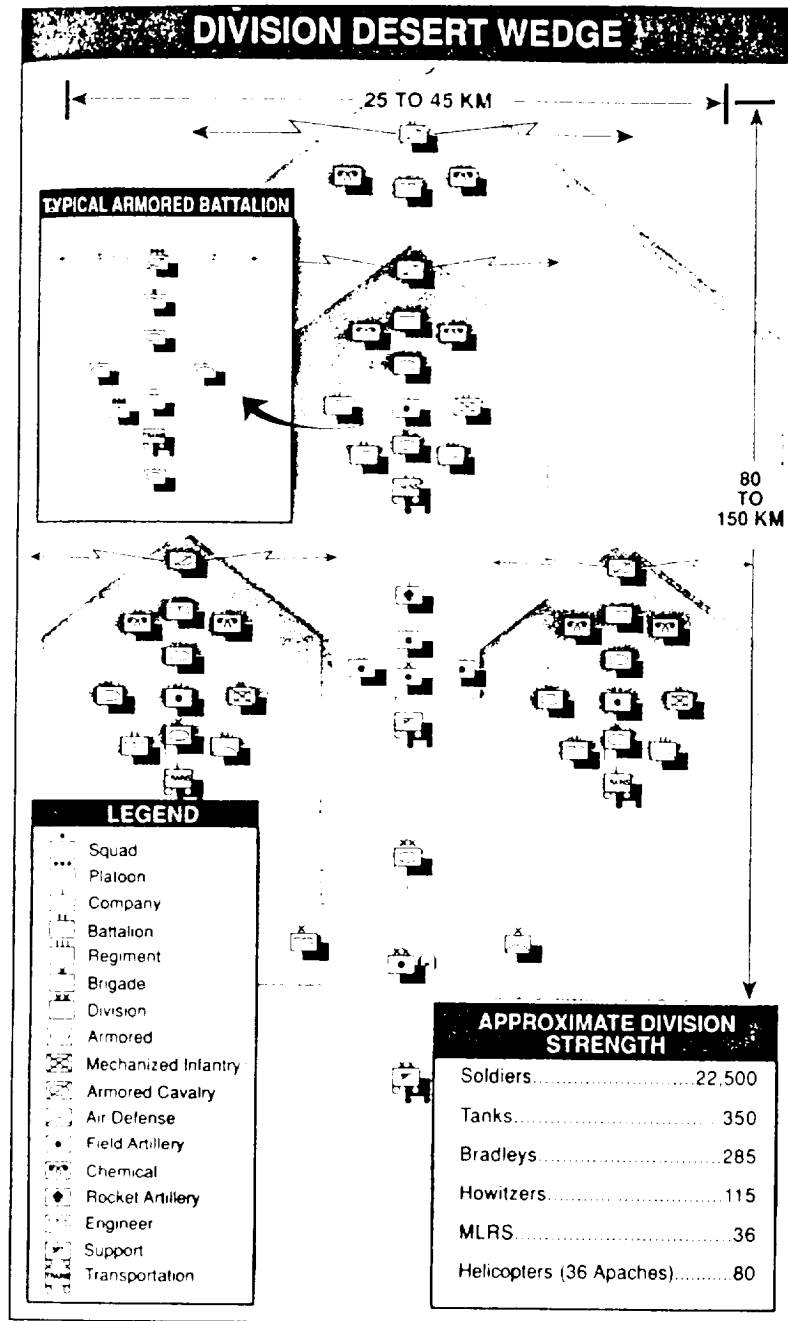 DIVISION DESERT WEDGE
25 TO 45 KM
TYPICAL ARMORED BATTALION
80
TO
150 KM
LEGEND
Squad
Platoon
Company
Battalion
Regiment
Brigade
Division
Armored
Mechanized Infantry
Armored Cavalry
Air Defense
Field Artillery
Chemical
Rocket Artillery
Engineer
Support
Transportation
APPROXIMATE DIVISION
STRENGTH
Soldiers....................22,500
Tanks............................350
Bradleys.........................285
Howitzers........................115
MLRS..............................36
Helicopters (36 Apaches)..........80